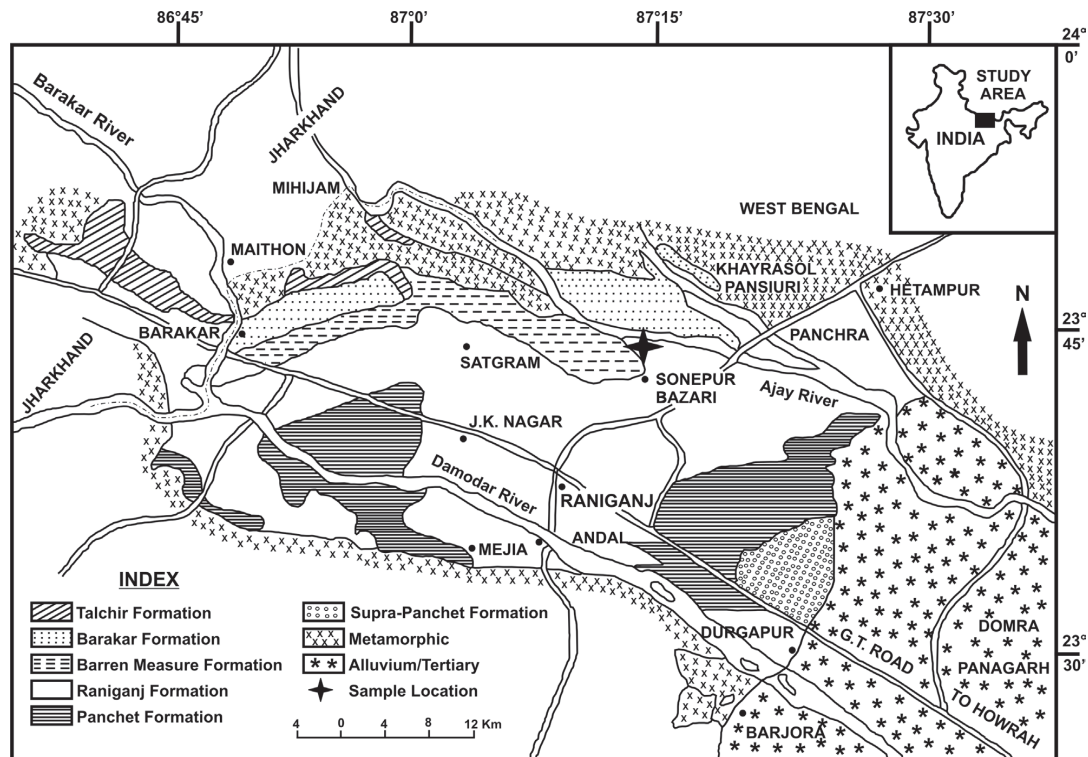 86°45’ 87°0’ 87°15’ 87°30’
24°
0’
Barakar River
JHARKHAND
STUDY
AREA
INDIA
MIHIJAM
WEST BENGAL
MAITHON
KHAYRASOL
PANSIURI
HETAMPUR
N
BARAKAR
PANCHRA
23°
45’
SATGRAM
SONEPUR
BAZARI
Ajay River
JHARKHAND
J.K. NAGAR
Damodar River
RANIGANJ
ANDAL
MEJIA
INDEX
Talchir Formation
Barakar Formation
Barren Measure Formation
Raniganj Formation
Panchet Formation
Supra-Panchet Formation
Metamorphic
Alluvium/Tertiary
Sample Location
4 0 4 8 12 Km
DURGAPUR
G.T. ROAD
DOMRA
PANAGARH
23°
30’
TO HOWRAH
BARJORA